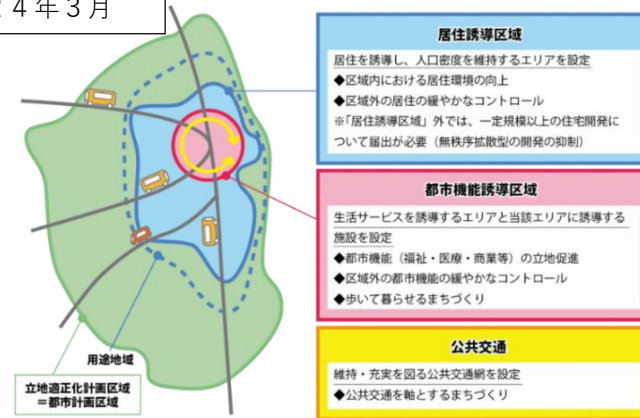 ４年３月
居住誘導区域
居住を誘導し、人口密度を維持するエリアを設定
◆区域内における居住環境の向上
◆区域外の居住の緩やかなコントロール
※「居住誘導区域」外では、一定規模以上の住宅開発に
ついて届出が必要（無秩序拡散型の開発の抑制）
都市機能誘導区域
生活サービスを誘導するエリアと当該エリアに誘導する
施設を設定
◆都市機能（福祉・医療・商業等）の立地促進
◆区域外の都市機能の緩やかなコントロール
◆歩いて暮らせるまちづくり
公共交通
維持・充実を図る公共交通網を設定
◆公共交通を軸とするまちづくり
用途地域
立地適正化計画区域
＝都市計画区域